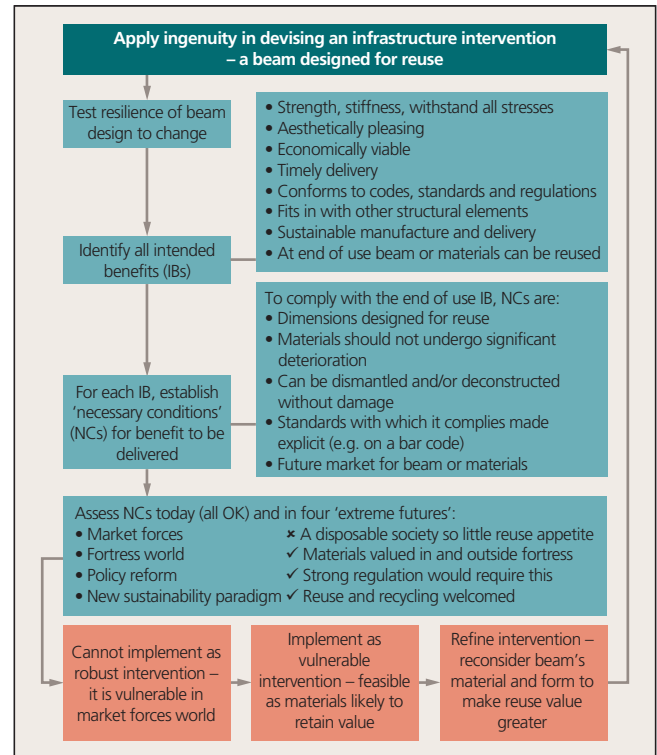 Apply ingenuity in devising an infrastructure intervention
– a beam designed for reuse
Test resilience of beam
design to change
• Strength, stiffness, withstand all stresses
• Aesthetically pleasing
• Economically viable
• Timely delivery
• Conforms to codes, standards and regulations
• Fits in with other structural elements
• Sustainable manufacture and delivery
• At end of use beam or materials can be reused
Identify all intended
benefits (IBs)
To comply with the end of use IB, NCs are:
• Dimensions designed for reuse
• Materials should not undergo significant
deterioration
• Can be dismantled and/or deconstructed
without damage
• Standards with which it complies made
explicit (e.g. on a bar code)
• Future market for beam or materials
For each IB, establish
‘necessary conditions’
(NCs) for benefit to be
delivered
Assess NCs today (all OK) and in four ‘extreme futures’:
• Market forces ✗ A disposable society so little reuse appetite
• Fortress world ✓ Materials valued in and outside fortress
• Policy reform ✓ Strong regulation would require this
• New sustainability paradigm ✓ Reuse and recycling welcomed
Cannot implement as
robust intervention –
it is vulnerable in
market forces world
Implement as
vulnerable
intervention – feasible
as materials likely to
retain value
Refine intervention –
reconsider beam’s
material and form to
make reuse value
greater